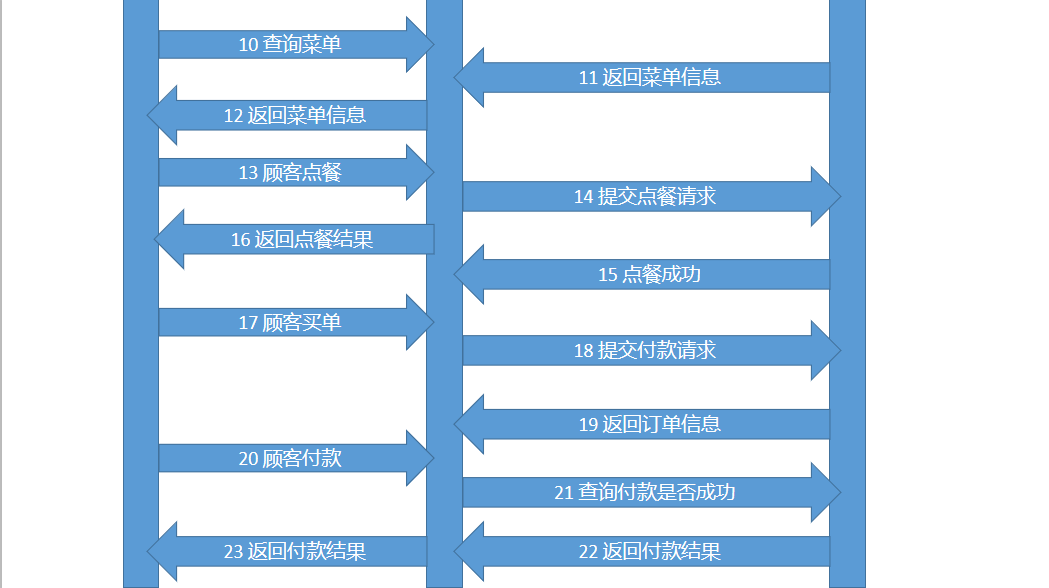 10 查询菜单
11 返回菜单信息
12 返回菜单信息
13 顾客点餐
14 提交点餐请求
16 返回点餐结果
15 点餐成功
17 顾客买单
18 提交付款请求
19 返回订单信息
20 顾客付款
21 查询付款是否成功
23 返回付款结果
22 返回付款结果